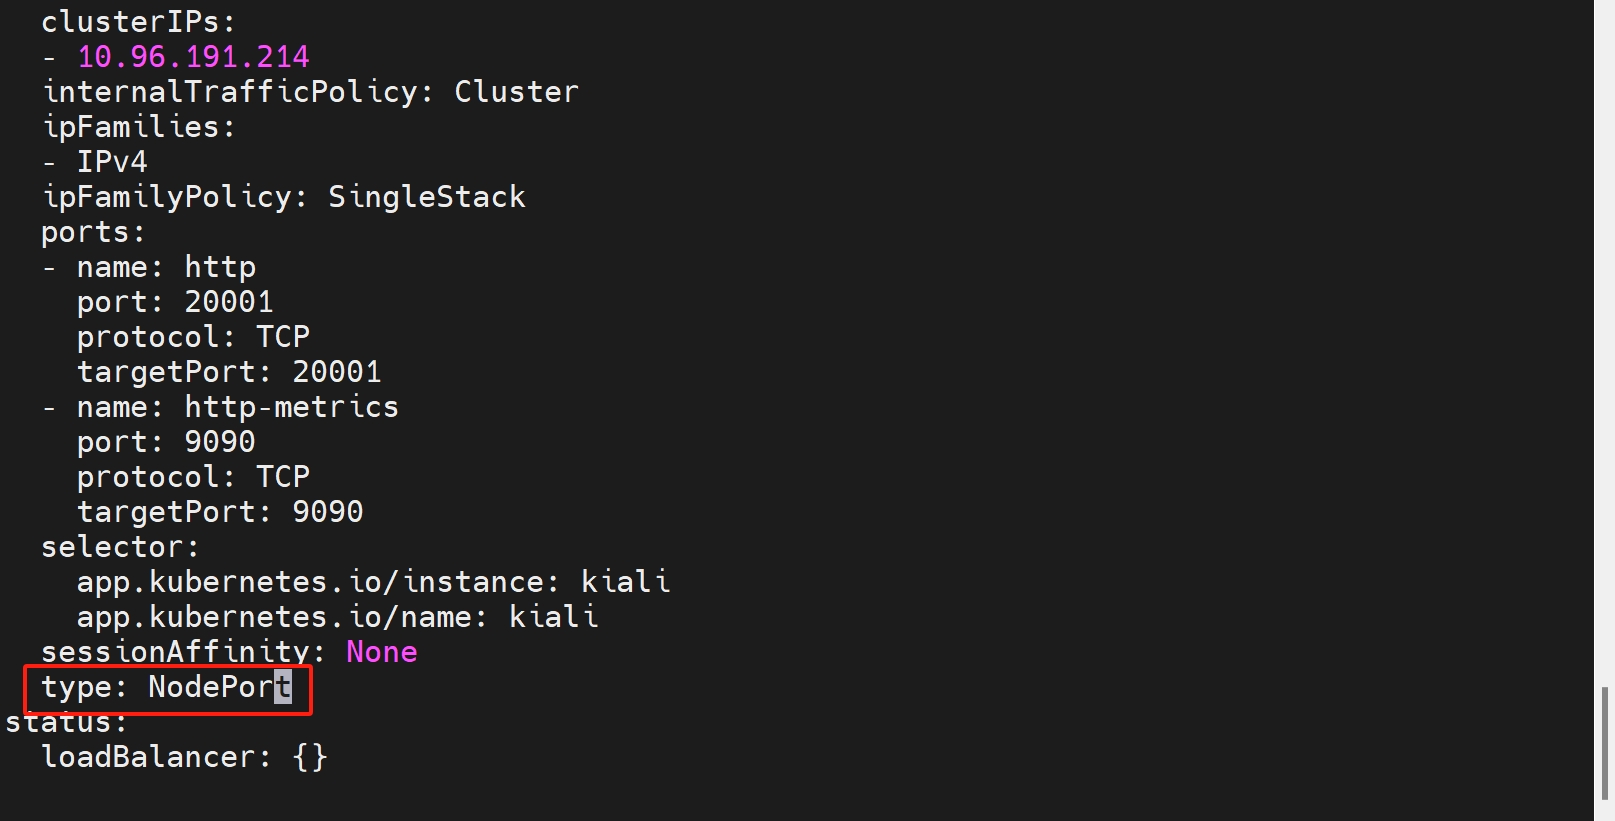 clusterIPs:
- 10.96.191.214
internalTrafficPolicy: Cluster
ipFamilies:
- IPv4
ipFamilyPolicy: SingleStack
ports:
- name: http
port: 20001
protocol: TCP
targetPort: 20001
- name: http-metrics
port: 9090
protocol: TCP
targetPort: 9090
selector:
app.kubernetes.io/instance: kiali
app.kubernetes.io/name: kiali
sessionAffinity: None
type: NodePort
status:
loadBalancer: {}